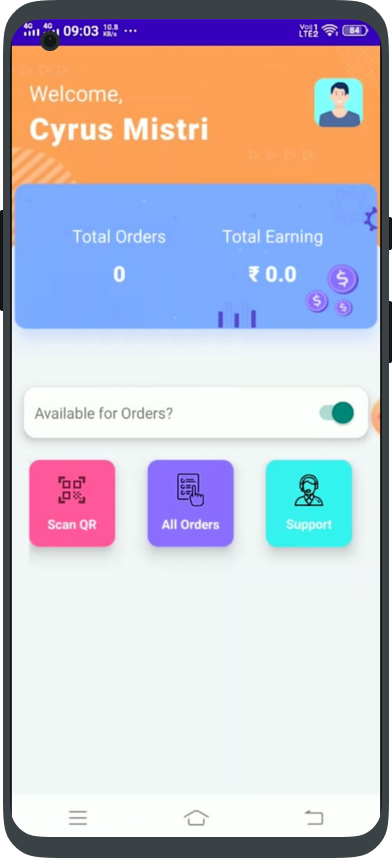 4G 4G 09:03 10.8 KB/s ... Vo) 1 LTE2 84
Welcome,
Cyrus Mistri
Total Orders Total Earning
0 ₹ 0.0
Available for Orders?
Scan QR All Orders Support